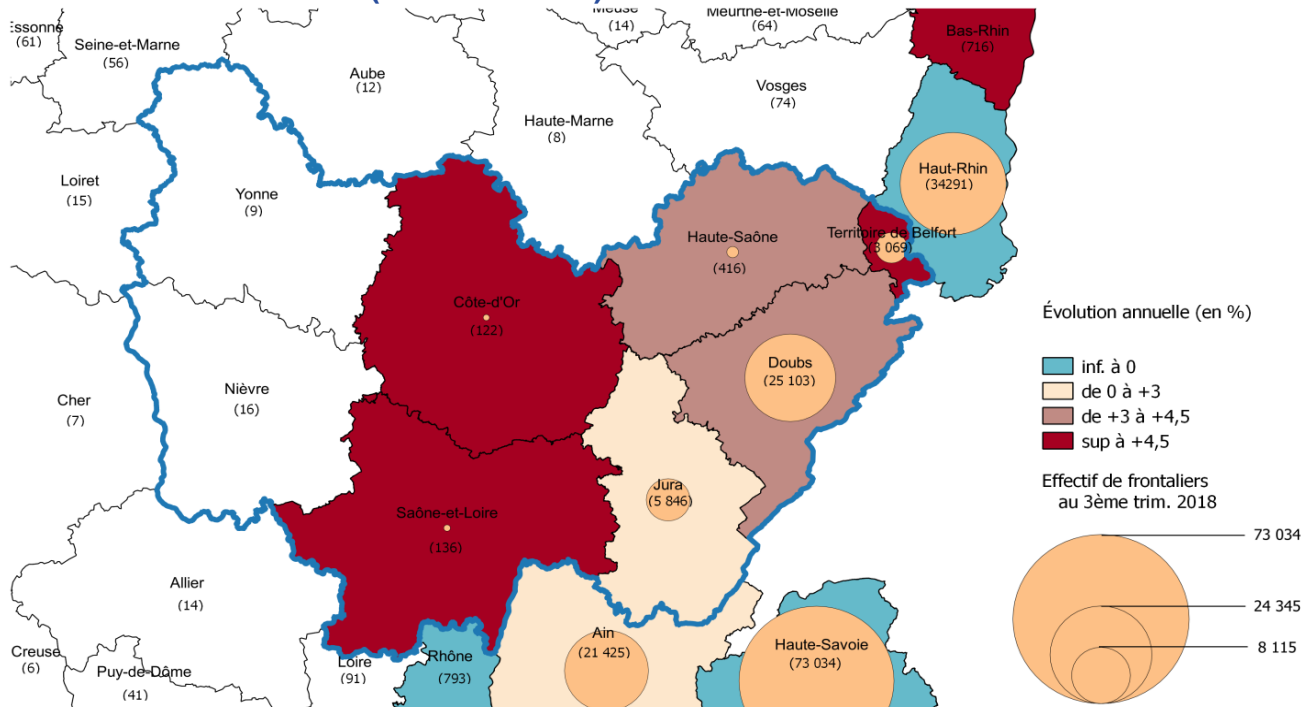 Essonne
(61)
Seine-et-Marne
(56)
Aube
(12)
Meuse
(14)
Meurthe-et-Moselle
(64)
Bas-Rhin
(716)
Vosges
(74)
Haute-Marne
(8)
Loiret
(15)
Yonne
(9)
Haut-Rhin
(34291)
Haute-Saône
(416)
Territoire de Belfort
(3 069)
Côte-d'Or
(122)
Doubs
(25 103)
Cher
(7)
Nièvre
(16)
Jura
(5 846)
Saône-et-Loire
(136)
Allier
(14)
Creuse
(6)
Puy-de-Dôme
(41)
Loire
(91)
Rhône
(793)
Ain
(21 425)
Haute-Savoie
(73 034)
Évolution annuelle (en %)
inf. à 0
de 0 à +3
de +3 à +4,5
sup à +4,5
Effectif de frontaliers
au 3ème trim. 2018
73 034
24 345
8 115